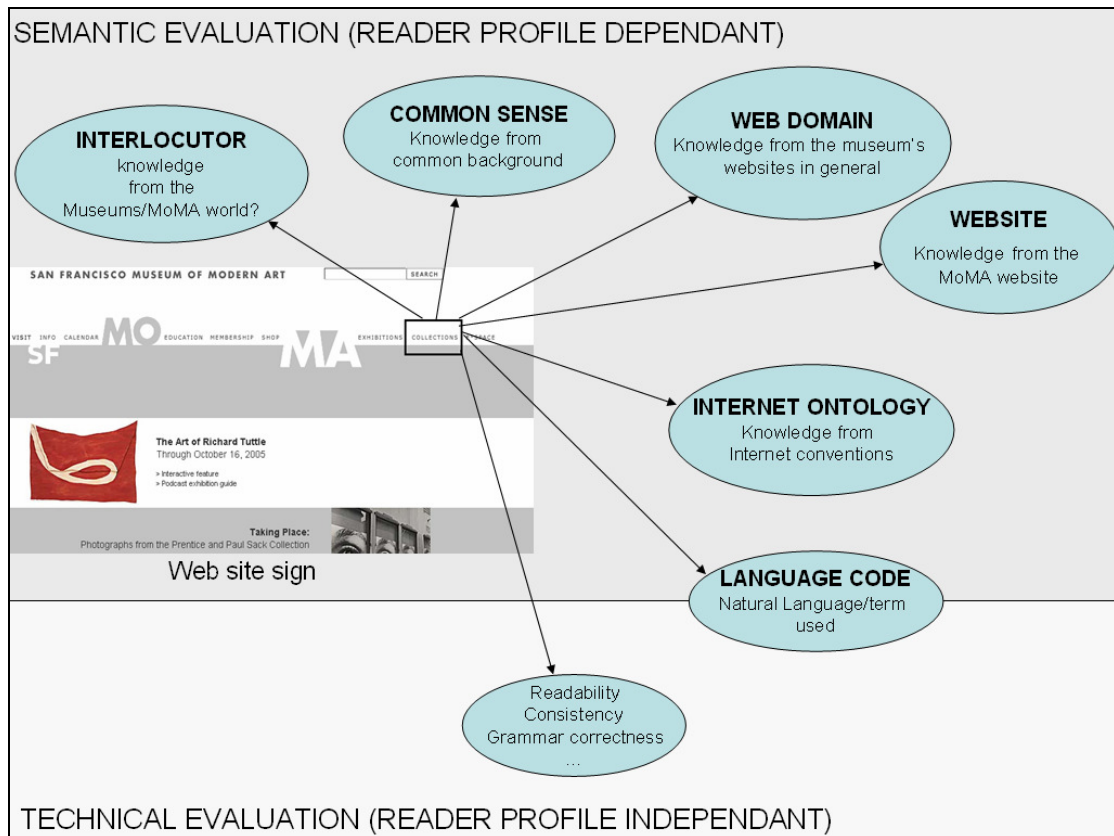 SEMANTIC EVALUATION (READER PROFILE DEPENDANT)
INTERLOCUTOR
knowledge
from the
Museums/MoMA world?
COMMON SENSE
Knowledge from
common background
WEB DOMAIN
Knowledge from the museum's
websites in general
WEBSITE
Knowledge from the
MoMA website
SAN FRANCISCO MUSEUM OF MODERN ART
SEARCH
VISIT INFO CALENDAR MO EDUCATION MEMBERSHIP SHOP MA EXHIBITIONS COLLECTIONS
SF
The Art of Richard Tuttle
Through October 16, 2005
» Interactive feature
» Podcast exhibition guide
Taking Place:
Photographs from the Prentice and Paul Sack Collection
Web site sign
INTERNET ONTOLOGY
Knowledge from
Internet conventions
LANGUAGE CODE
Natural Language/term
used
Readability
Consistency
Grammar correctness
...
TECHNICAL EVALUATION (READER PROFILE INDEPENDANT)